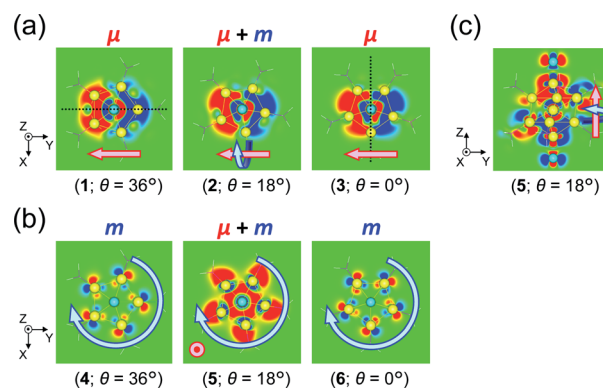 (a) μ μ + m μ (c)
Z Y X
(1; θ = 36°) (2; θ = 18°) (3; θ = 0°)
Z X Y
(5; θ = 18°)
(b) m μ + m m
Z Y X
(4; θ = 36°) (5; θ = 18°) (6; θ = 0°)